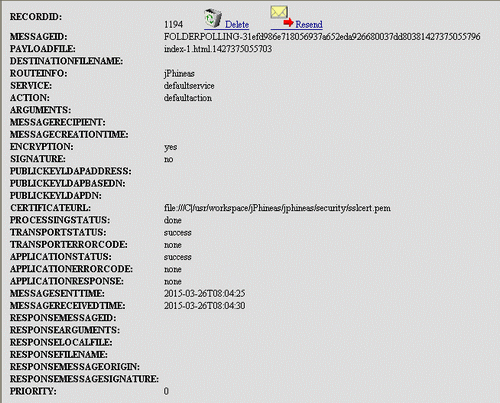 RECORDID: 1194 Delete Resend
MESSAGEID: FOLDERPOLLING-31efd986e718056937a652eda926680037dd80381427375055796
PAYLOADFILE: index-1.html.1427375055703
DESTINATIONFILENAME:
ROUTEINFO: jPhineas
SERVICE: defaultservice
ACTION: defaultaction
ARGUMENTS:
MESSAGERECIPIENT:
MESSAGECREATIONTIME:
ENCRYPTION: yes
SIGNATURE: no
PUBLICKEYLDAPADDRESS:
PUBLICKEYLDAPBASEDN:
PUBLICKEYLDAPDN:
CERTIFICATEURL: file:///C|/usr/workspace/jPhineas/jphineas/security/sslcert.pem
PROCESSINGSTATUS: done
TRANSPORTSTATUS: success
TRANSPORTERRORCODE: none
APPLICATIONSTATUS: success
APPLICATIONERRORCODE: none
APPLICATIONRESPONSE: none
MESSAGESENTTIME: 2015-03-26T08:04:25
MESSAGERECEIVEDTIME: 2015-03-26T08:04:30
RESPONSEMESSAGEID:
RESPONSEARGUMENTS:
RESPONSELOCALFILE:
RESPONSEFILENAME:
RESPONSEMESSAGEORIGIN:
RESPONSEMESSAGESIGNATURE:
PRIORITY: 0